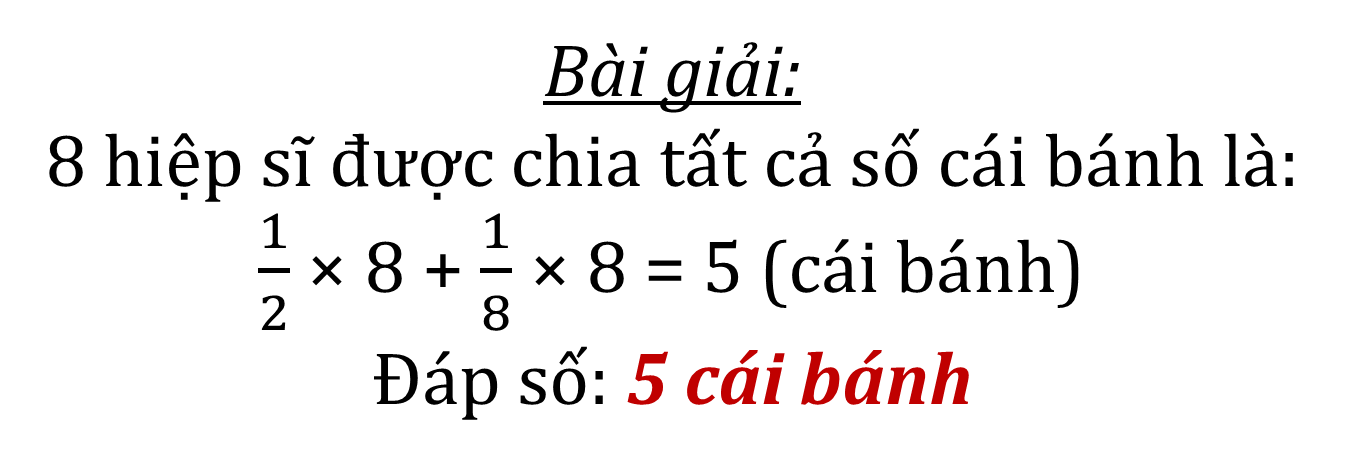 Bài giải:
8 hiệp sĩ được chia tất cả số cái bánh là:
1/2 × 8 + 1/8 × 8 = 5 (cái bánh)
Đáp số: 5 cái bánh